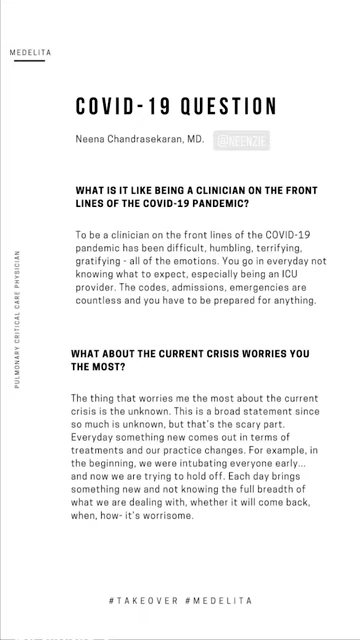 MEDELITA
COVID-19 QUESTION
Neena Chandrasekaran, MD. @NEENZIE
WHAT IS IT LIKE BEING A CLINICIAN ON THE FRONT
LINES OF THE COVID-19 PANDEMIC?
To be a clinician on the front lines of the COVID-19
pandemic has been difficult, humbling, terrifying,
gratifying - all of the emotions. You go in everyday not
knowing what to expect, especially being an ICU
provider. The codes, admissions, emergencies are
countless and you have to be prepared for anything.
PULMONARY CRITICAL CARE PHYSICIAN
WHAT ABOUT THE CURRENT CRISIS WORRIES YOU
THE MOST?
The thing that worries me the most about the current
crisis is the unknown. This is a broad statement since
so much is unknown, but that's the scary part.
Everyday something new comes out in terms of
treatments and our practice changes. For example, in
the beginning, we were intubating everyone early...
and now we are trying to hold off. Each day brings
something new and not knowing the full breadth of
what we are dealing with, whether it will come back,
when, how- it's worrisome.
#TAKEOVER #MEDELITA